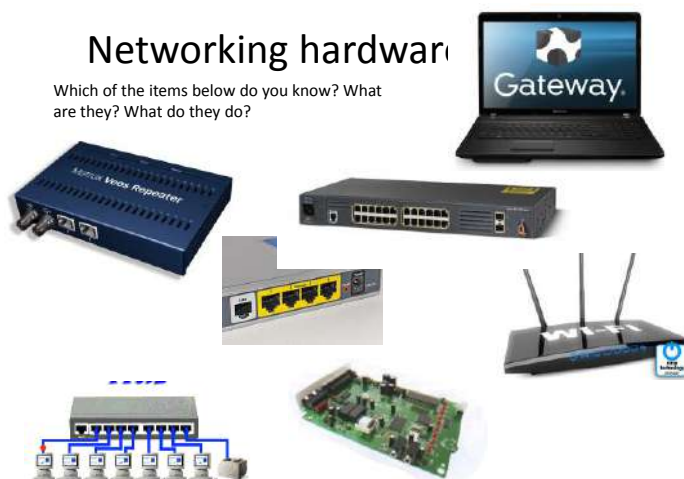 Networking hardware
Gateway.
Which of the items below do you know? What
are they? What do they do?
Matrox Veos Repeater
WI-FI